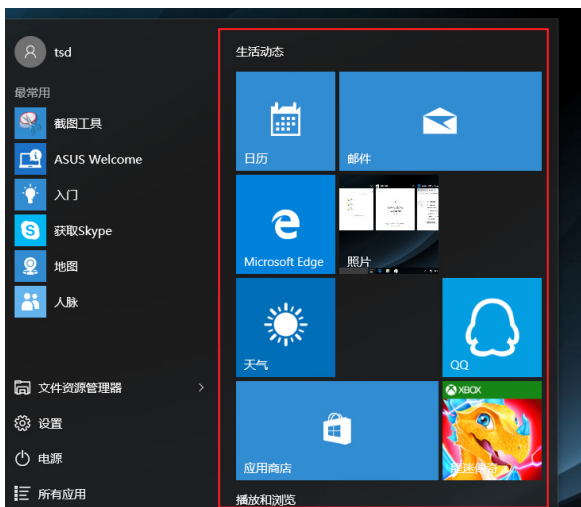 tsd
最常用
截图工具
ASUS Welcome
入门
获取Skype
地图
人脉
文件资源管理器
设置
电源
所有应用
生活动态
日历
邮件
Microsoft Edge
照片
天气
QQ
应用商店
XBOX
播放和浏览